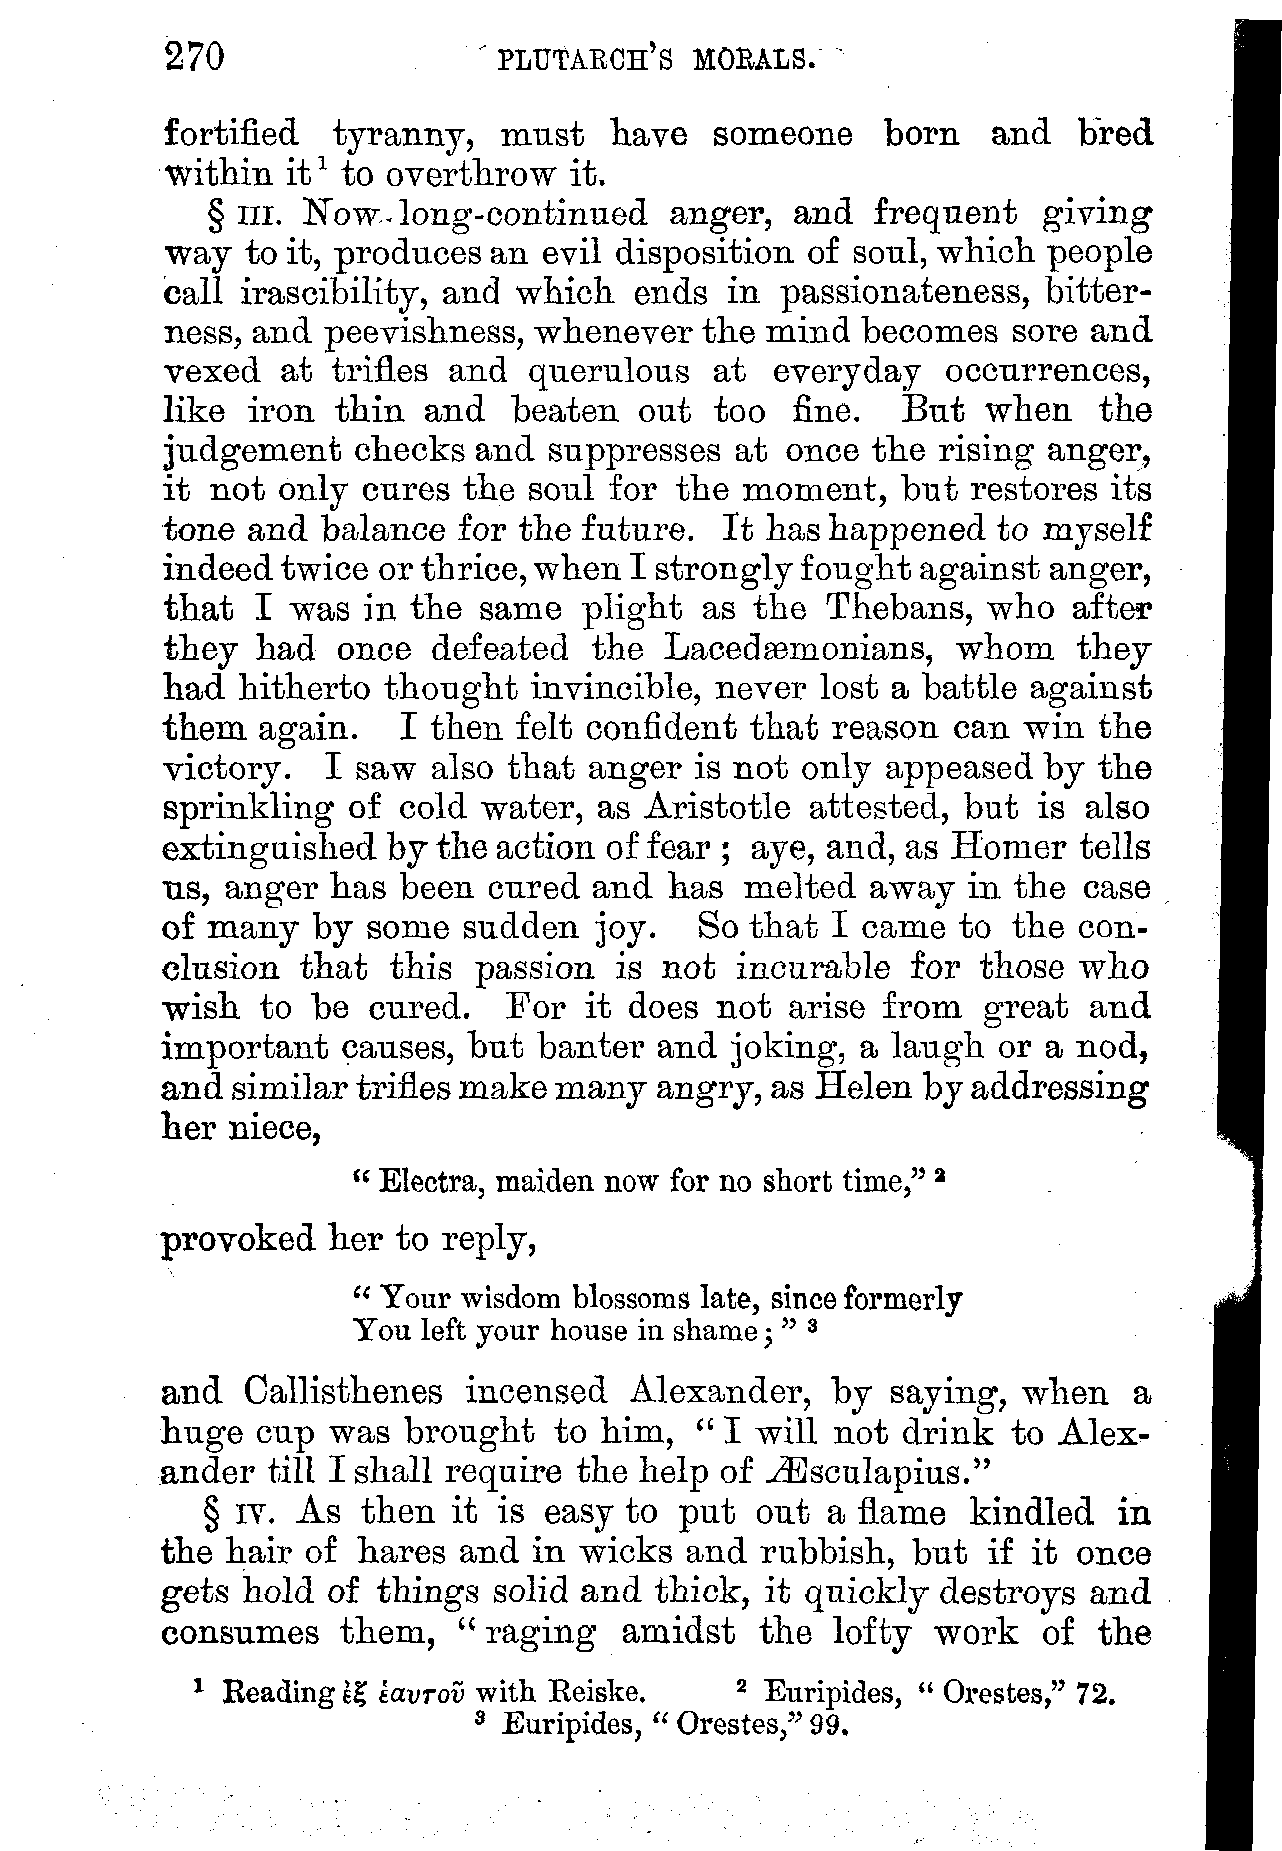 270 PLUTARCH'S MORALS.
fortified tyranny, must have someone born and bred
within it¹ to overthrow it.
§ III. Now long-continued anger, and frequent giving
way to it, produces an evil disposition of soul, which people
call irascibility, and which ends in passionateness, bitter-
ness, and peevishness, whenever the mind becomes sore and
vexed at trifles and querulous at everyday occurrences,
like iron thin and beaten out too fine. But when the
judgement checks and suppresses at once the rising anger,
it not only cures the soul for the moment, but restores its
tone and balance for the future. It has happened to myself
indeed twice or thrice, when I strongly fought against anger,
that I was in the same plight as the Thebans, who after
they had once defeated the Lacedæmonians, whom they
had hitherto thought invincible, never lost a battle against
them again. I then felt confident that reason can win the
victory. I saw also that anger is not only appeased by the
sprinkling of cold water, as Aristotle attested, but is also
extinguished by the action of fear ; aye, and, as Homer tells
us, anger has been cured and has melted away in the case
of many by some sudden joy. So that I came to the con-
clusion that this passion is not incurable for those who
wish to be cured. For it does not arise from great and
important causes, but banter and joking, a laugh or a nod,
and similar trifles make many angry, as Helen by addressing
her niece,
“ Electra, maiden now for no short time,” ²
provoked her to reply,
“ Your wisdom blossoms late, since formerly
You left your house in shame ; ” ³
and Callisthenes incensed Alexander, by saying, when a
huge cup was brought to him, “ I will not drink to Alex-
ander till I shall require the help of Æsculapius.”
§ IV. As then it is easy to put out a flame kindled in
the hair of hares and in wicks and rubbish, but if it once
gets hold of things solid and thick, it quickly destroys and
consumes them, “ raging amidst the lofty work of the
¹ Reading ἐξ ἑαυτοῦ with Reiske. ² Euripides, “ Orestes,” 72.
³ Euripides, “ Orestes,” 99.